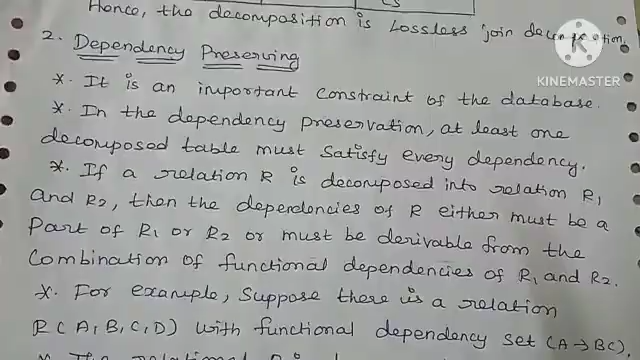 Hence, the decomposition is Lossless join
2. Dependency Preserving
* It is an important constraint of the database.
KINEMASTER
* In the dependency preservation, at least one
decomposed table must satisfy every dependency.
* If a relation R is decomposed into relation R1
and R2, then the dependencies of R either must be a
Part of R1 or R2 or must be derivable from the
Combination of functional dependencies of R1 and R2.
* For example, Suppose there is a relation
R(A,B,C,D) with functional dependency set (A→BC).